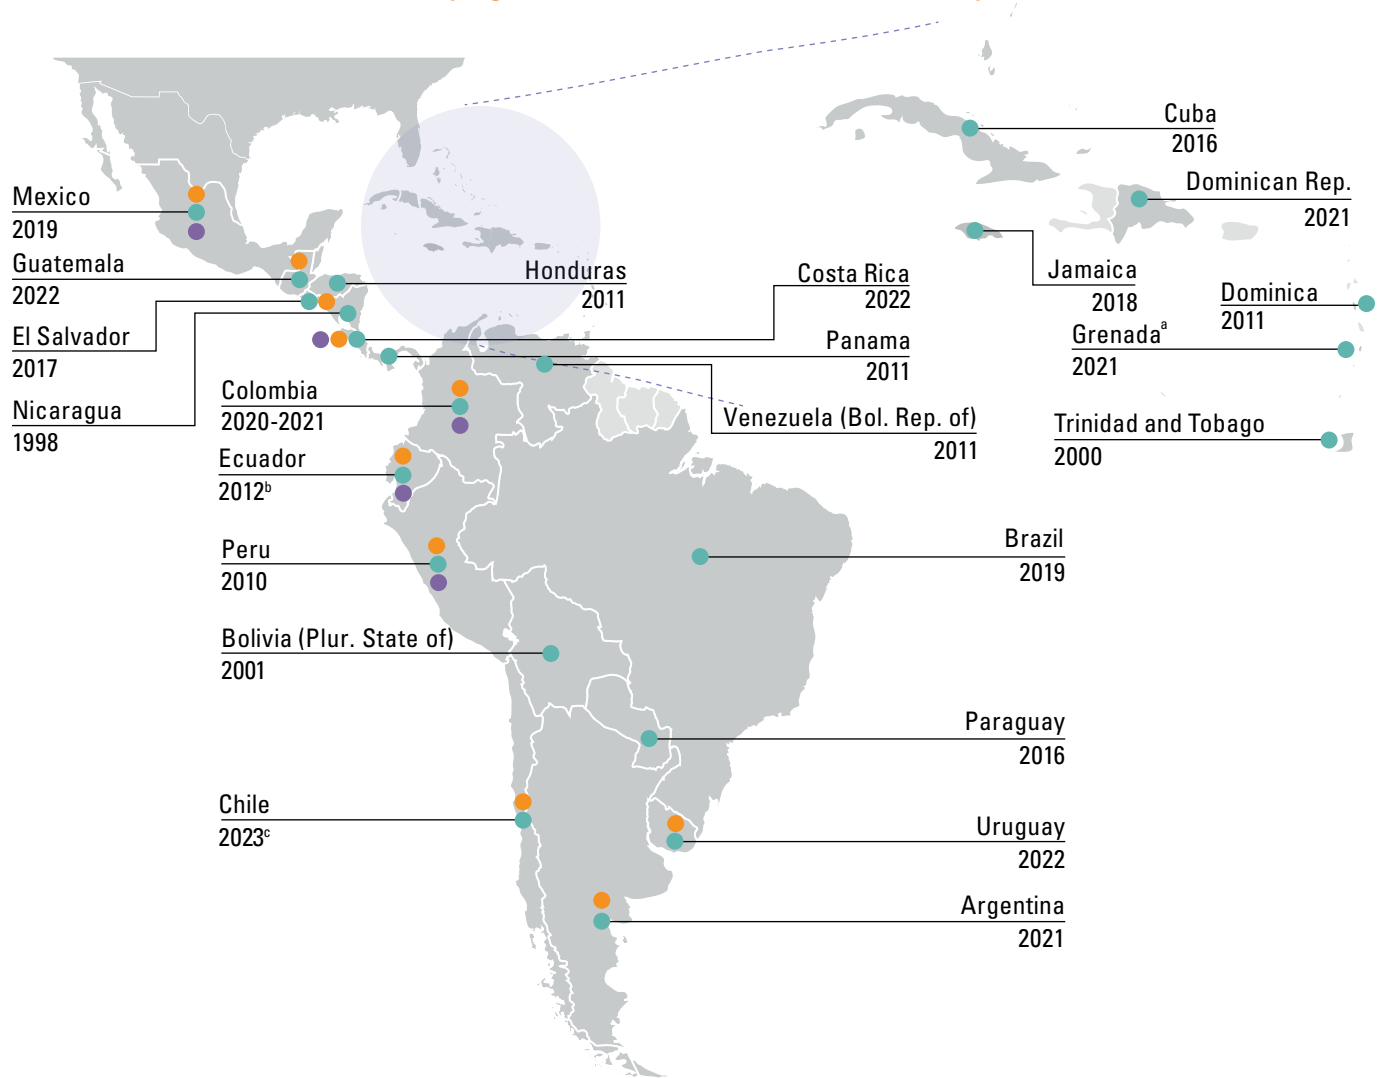 Mexico
2019
Guatemala
2022
El Salvador
2017
Nicaragua
1998
Honduras
2011
Costa Rica
2022
Panama
2011
Venezuela (Bol. Rep. of)
2011
Colombia
2020-2021
Ecuador
2012b
Peru
2010
Bolivia (Plur. State of)
2001
Chile
2023c
Cuba
2016
Dominican Rep.
2021
Jamaica
2018
Dominica
2011
Grenadaa
2021
Trinidad and Tobago
2000
Brazil
2019
Paraguay
2016
Uruguay
2022
Argentina
2021